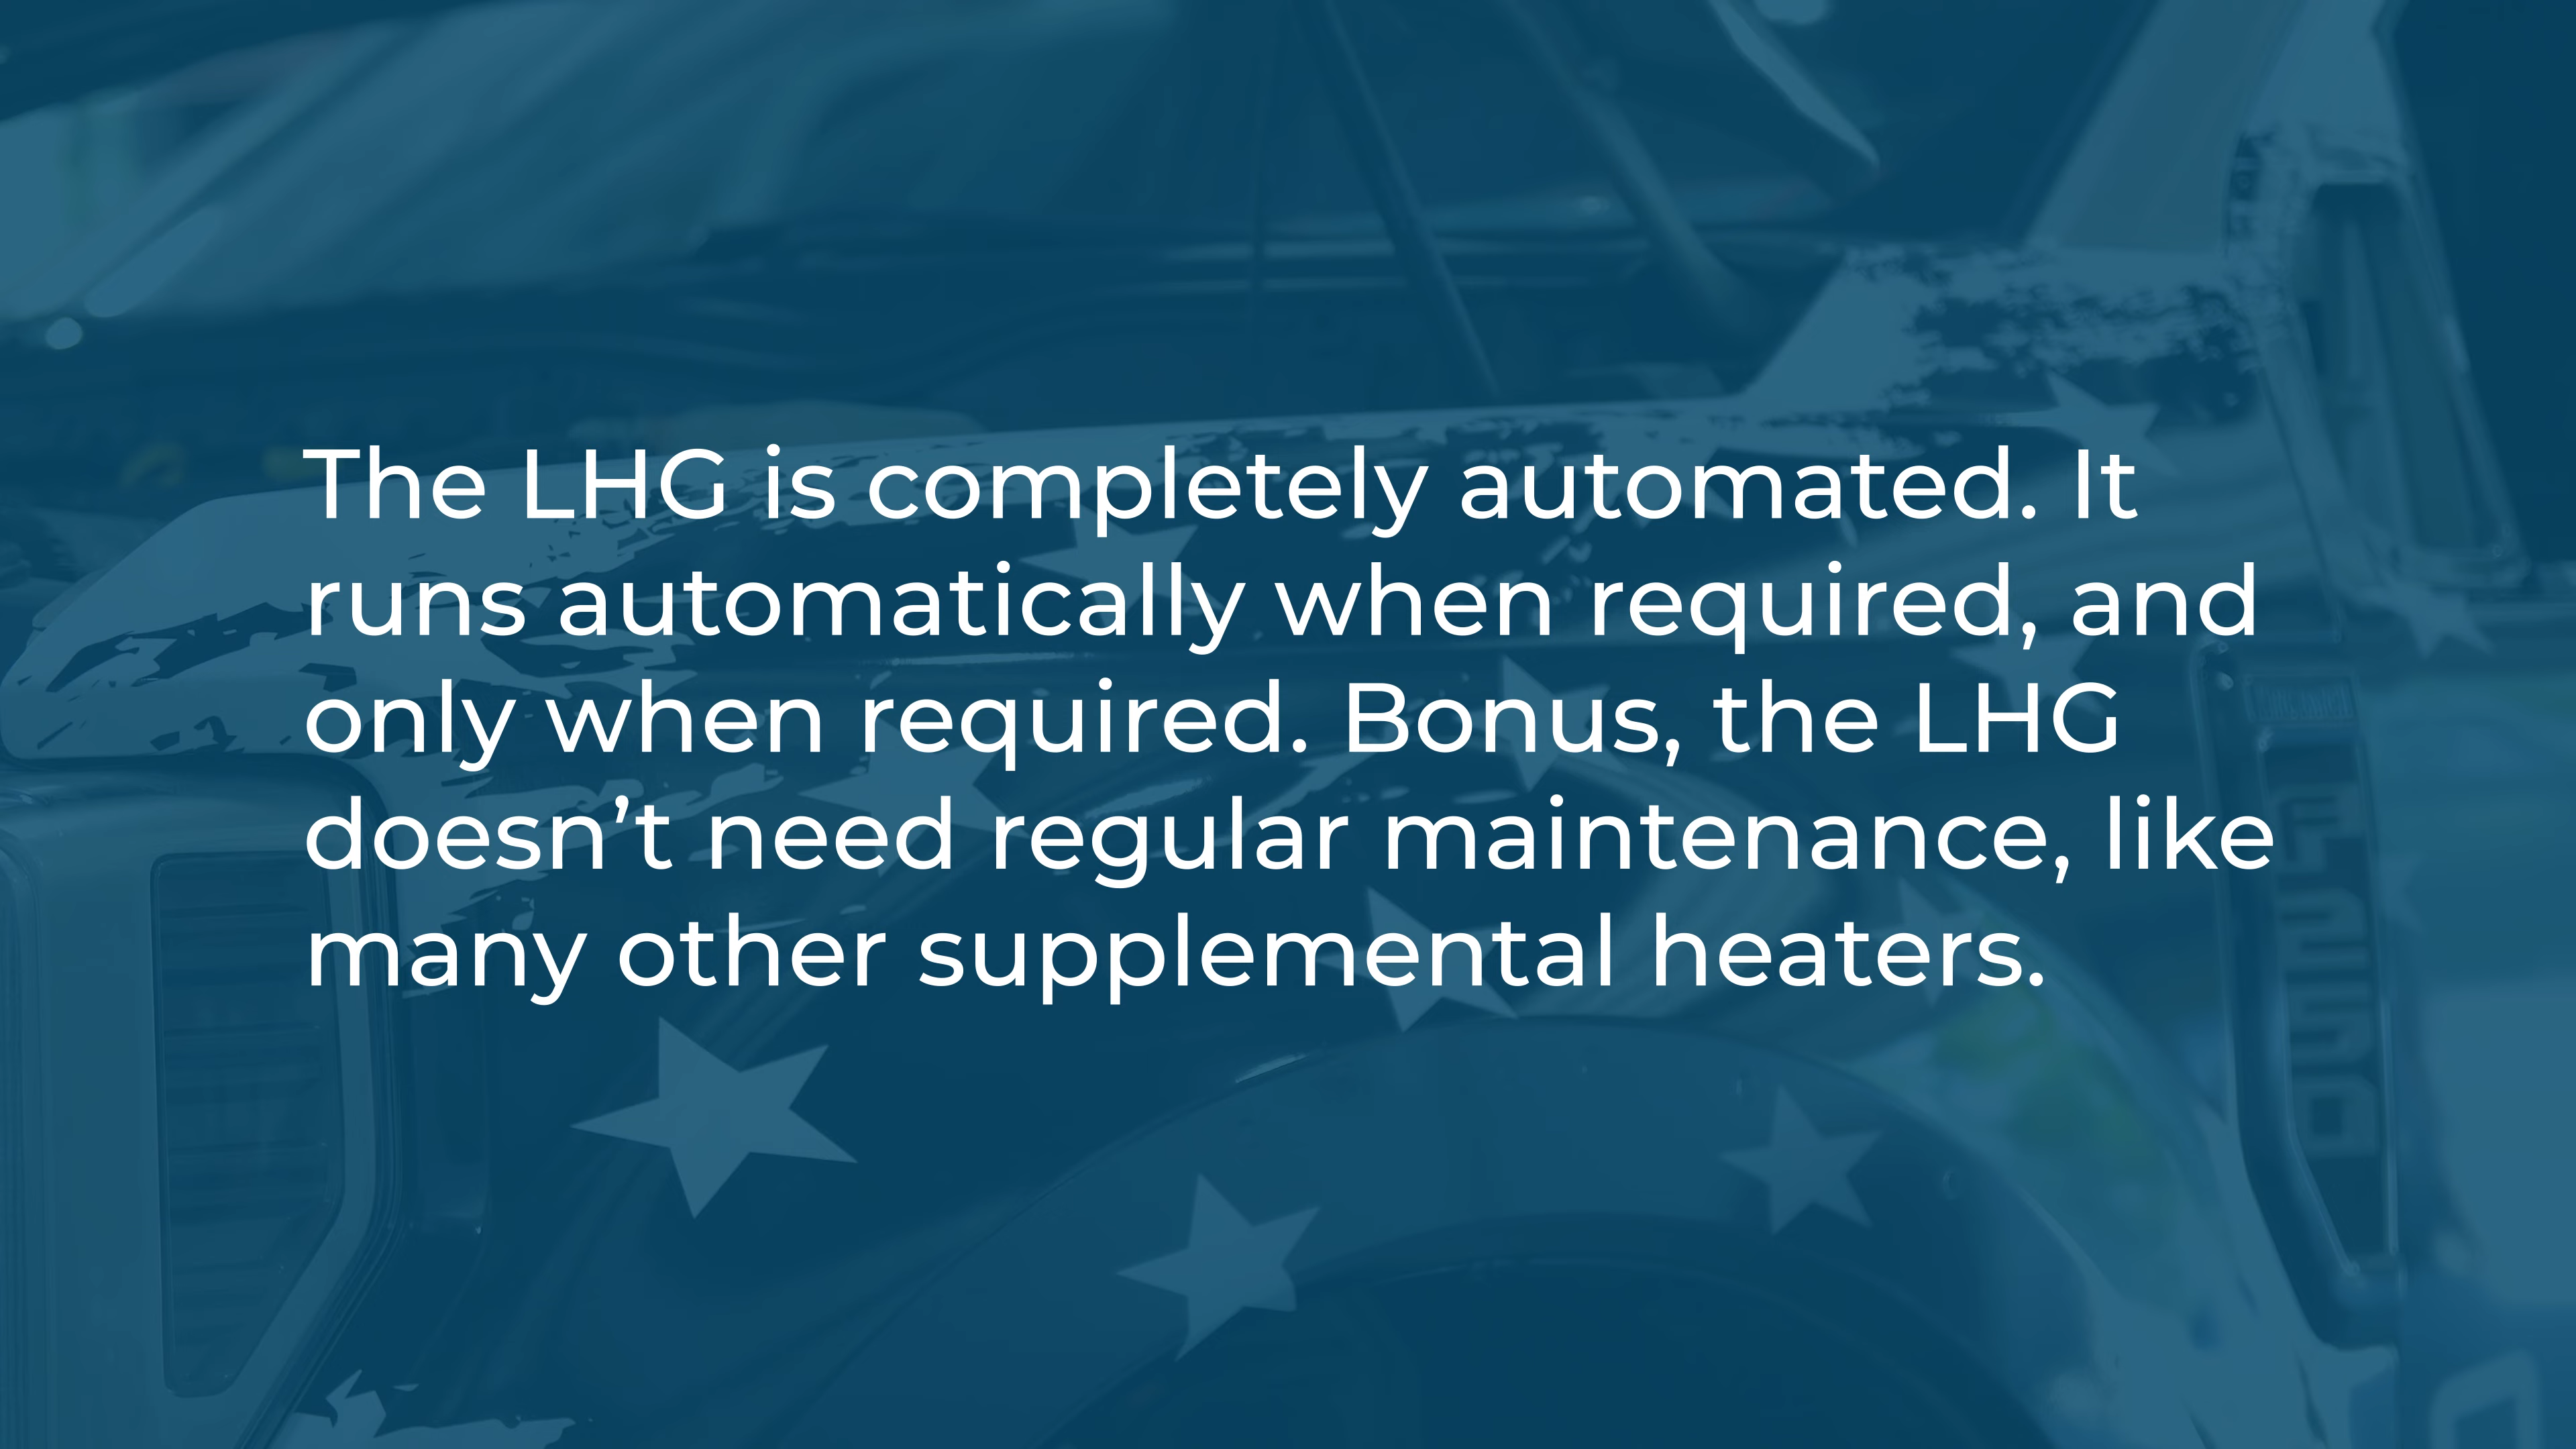 The LHG is completely automated. It
runs automatically when required, and
only when required. Bonus, the LHG
doesn’t need regular maintenance, like
many other supplemental heaters.
F-250